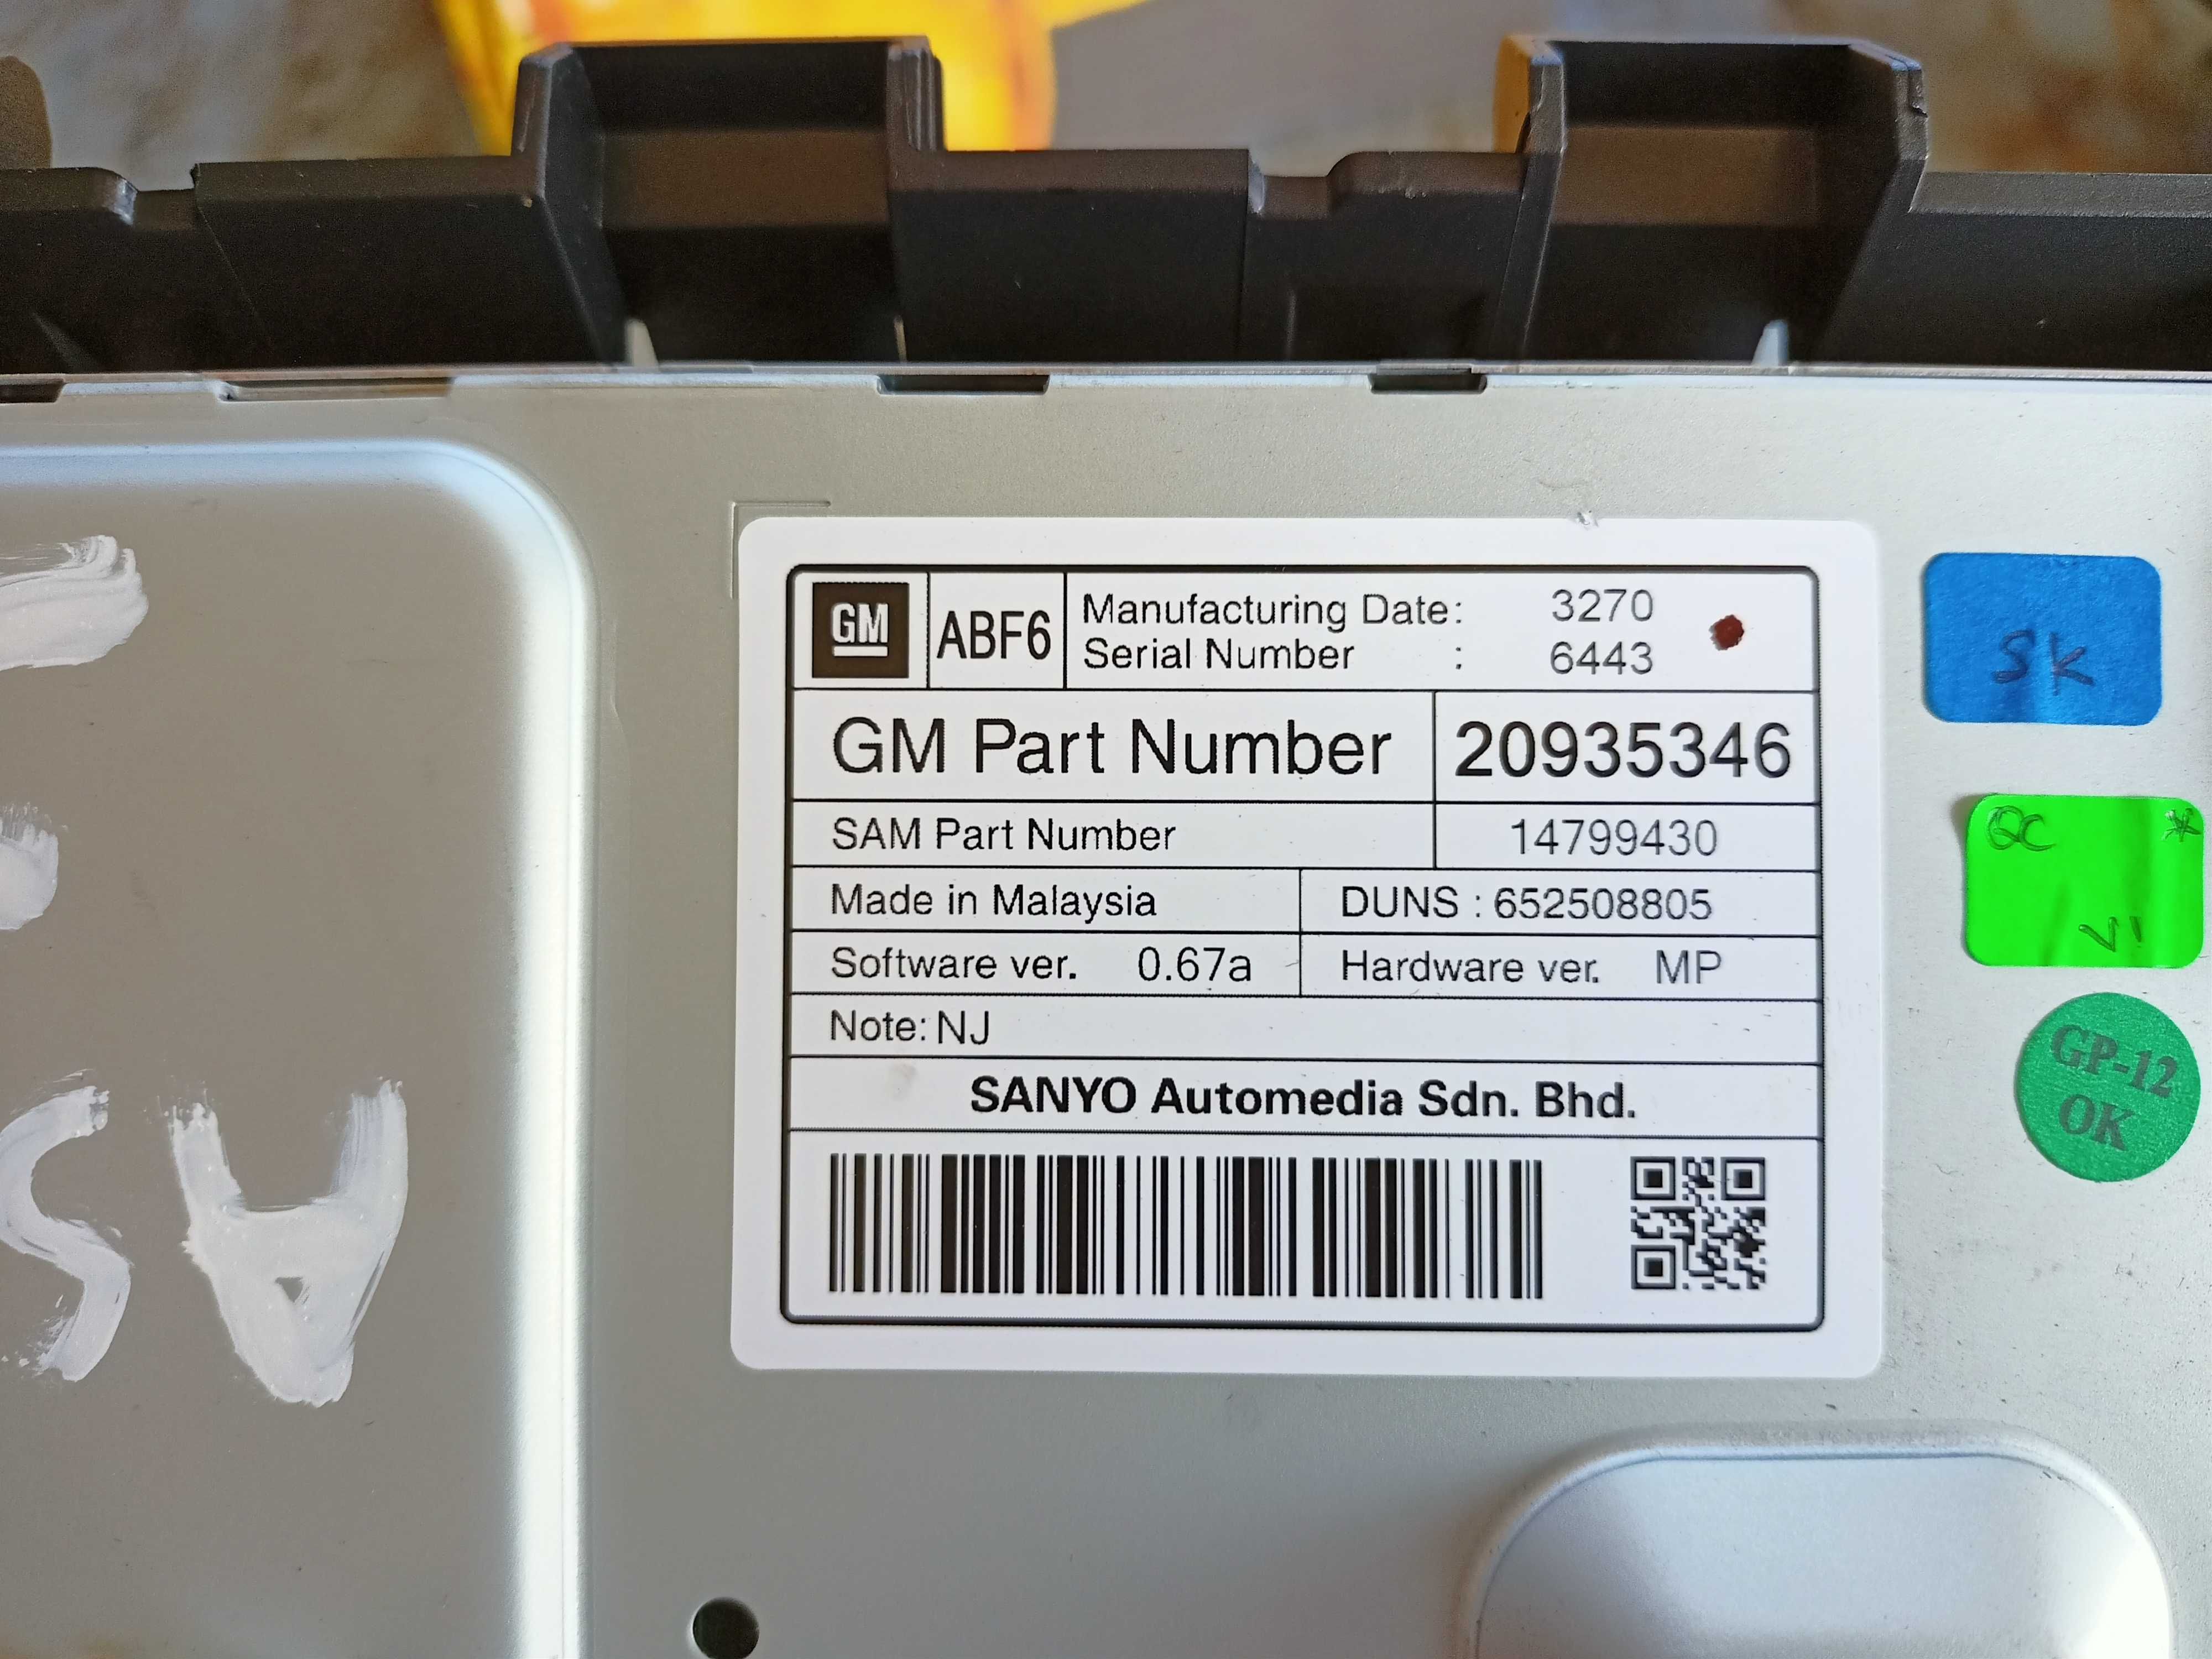 GM ABF6 Manufacturing Date: 3270
Serial Number : 6443
GM Part Number 20935346
SAM Part Number 14799430
Made in Malaysia DUNS : 652508805
Software ver. 0.67a Hardware ver. MP
Note: NJ
SANYO Automedia Sdn. Bhd.
SK
QC *
GP-12
OK